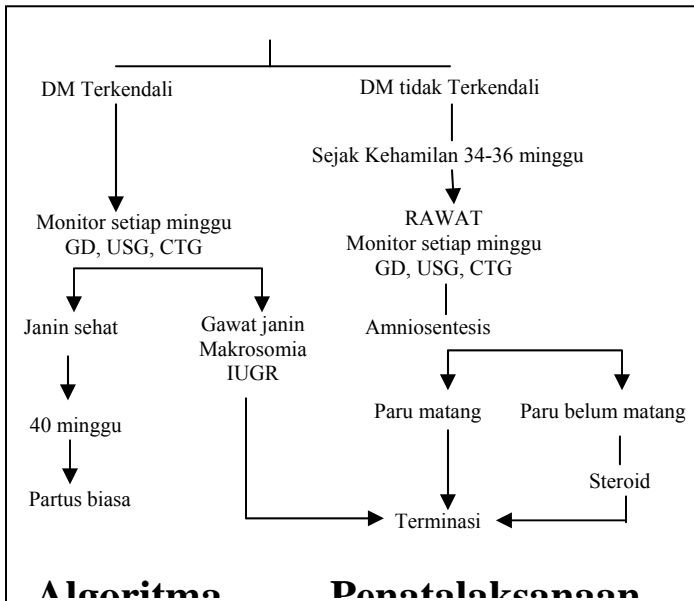 DM Terkendali
DM tidak Terkendali
Sejak Kehamilan 34-36 minggu
Monitor setiap minggu
GD, USG, CTG
RAWAT
Monitor setiap minggu
GD, USG, CTG
Janin sehat
Gawat janin
Makrosomia
IUGR
Amniosentesis
40 minggu
Paru matang
Paru belum matang
Partus biasa
Steroid
Terminasi
Algoritma Penatalaksanaan